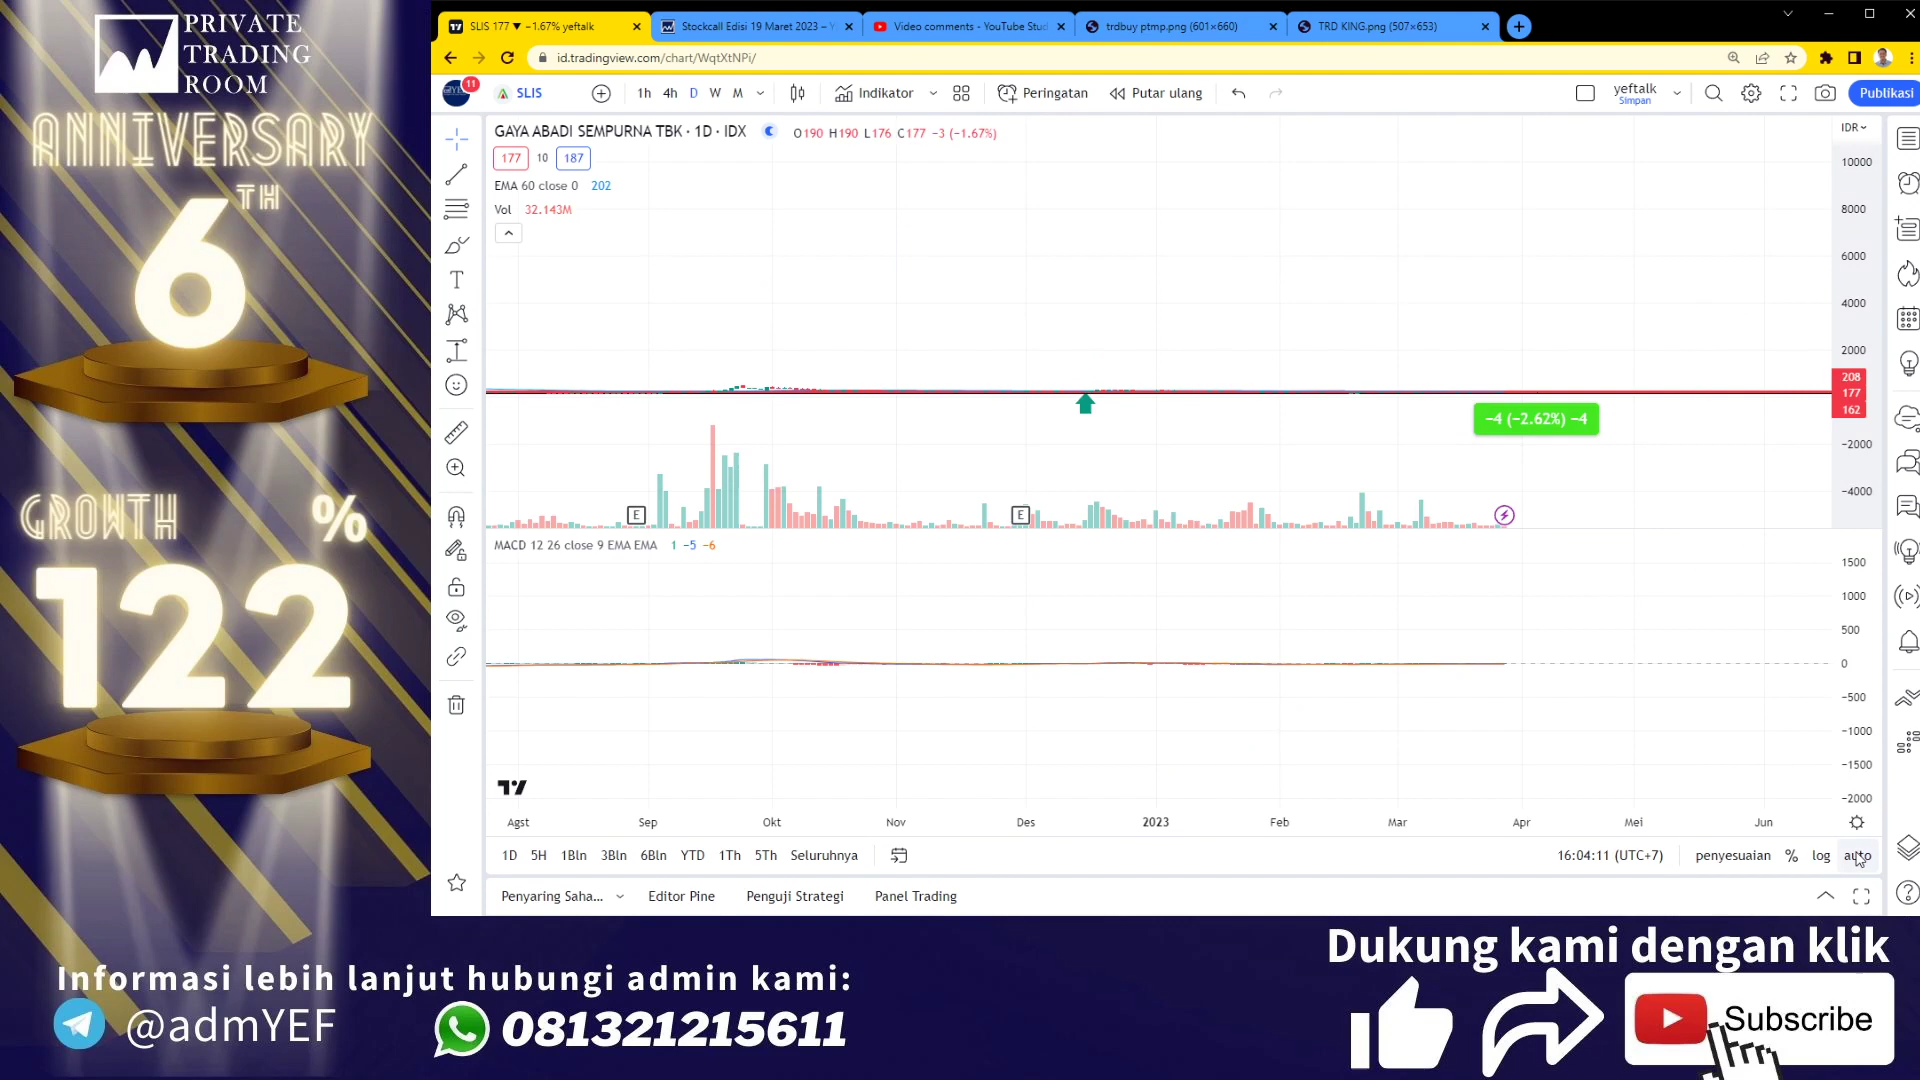 PRIVATE
TRADING
ROOM
ANNIVERSARY
6TH
GROWTH %
122
SLIS 177 ▼ −1.67% yeftalk
Stockcall Edisi 19 Maret 2023 –
Video comments - YouTube Stud
trdbuy ptmp.png (601×660)
TRD KING.png (507×653)
id.tradingview.com/chart/WqtXtNPi/
11
SLIS
1h 4h D W M
Indikator
Peringatan
Putar ulang
yeftalk
Simpan
Publikasi
GAYA ABADI SEMPURNA TBK · 1D · IDX
O190 H190 L176 C177 −3 (−1.67%)
IDR
177 10 187
EMA 60 close 0 202
Vol 32.143M
10000
8000
6000
4000
2000
208
177
162
−2000
−4000
−4 (−2.62%) −4
E
E
MACD 12 26 close 9 EMA EMA 1 −5 −6
1500
1000
500
0
−500
−1000
−1500
−2000
Agst Sep Okt Nov Des 2023 Feb Mar Apr Mei Jun
1D 5H 1Bln 3Bln 6Bln YTD 1Th 5Th Seluruhnya
16:04:11 (UTC+7) penyesuaian % log auto
Penyaring Saha... Editor Pine Penguji Strategi Panel Trading
Informasi lebih lanjut hubungi admin kami:
@admYEF
081321215611
Dukung kami dengan klik
Subscribe